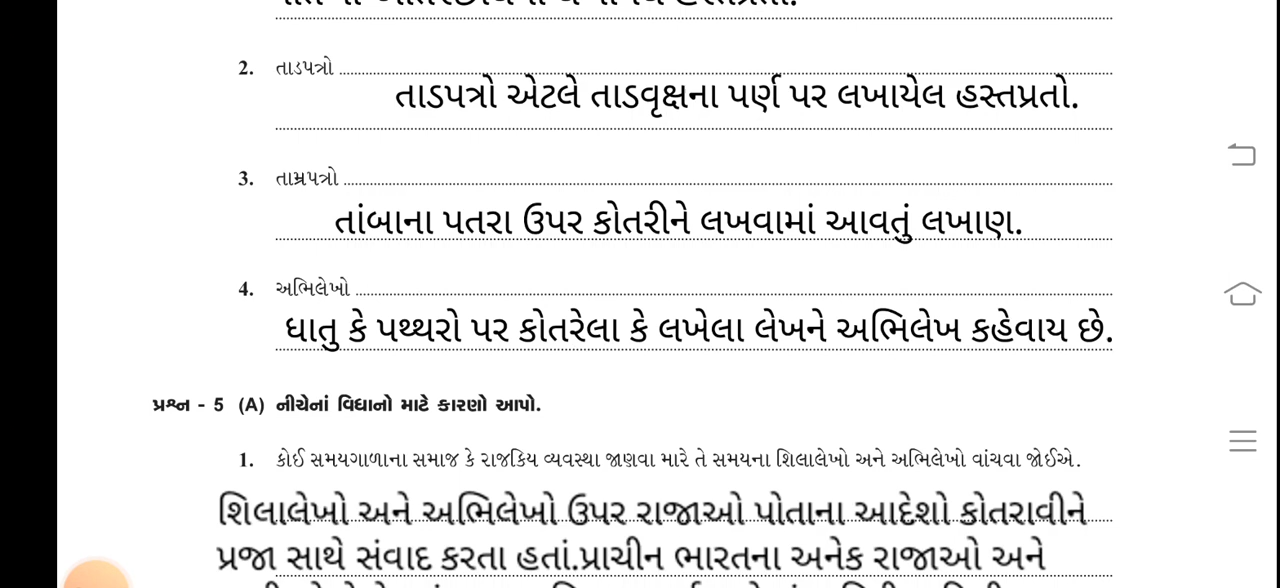 2. તાડપત્રો
તાડપત્રો એટલે તાડવૃક્ષના પર્ણ પર લખાયેલ હસ્તપ્રતો.
3. તામ્રપત્રો
તાંબાના પતરા ઉપર કોતરીને લખવામાં આવતું લખાણ.
4. અભિલેખો
ધાતુ કે પથ્થરો પર કોતરેલા કે લખેલા લેખને અભિલેખ કહેવાય છે.
પ્રશ્ન - 5 (A) નીચેનાં વિધાનો માટે કારણો આપો.
1. કોઈ સમયગાળાના સમાજ કે રાજકિય વ્યવસ્થા જાણવા મારે તે સમયના શિલાલેખો અને અભિલેખો વાંચવા જોઈએ.
શિલાલેખો અને અભિલેખો ઉપર રાજાઓ પોતાના આદેશો કોતરાવીને
પ્રજા સાથે સંવાદ કરતા હતાં.પ્રાચીન ભારતના અનેક રાજાઓ અને